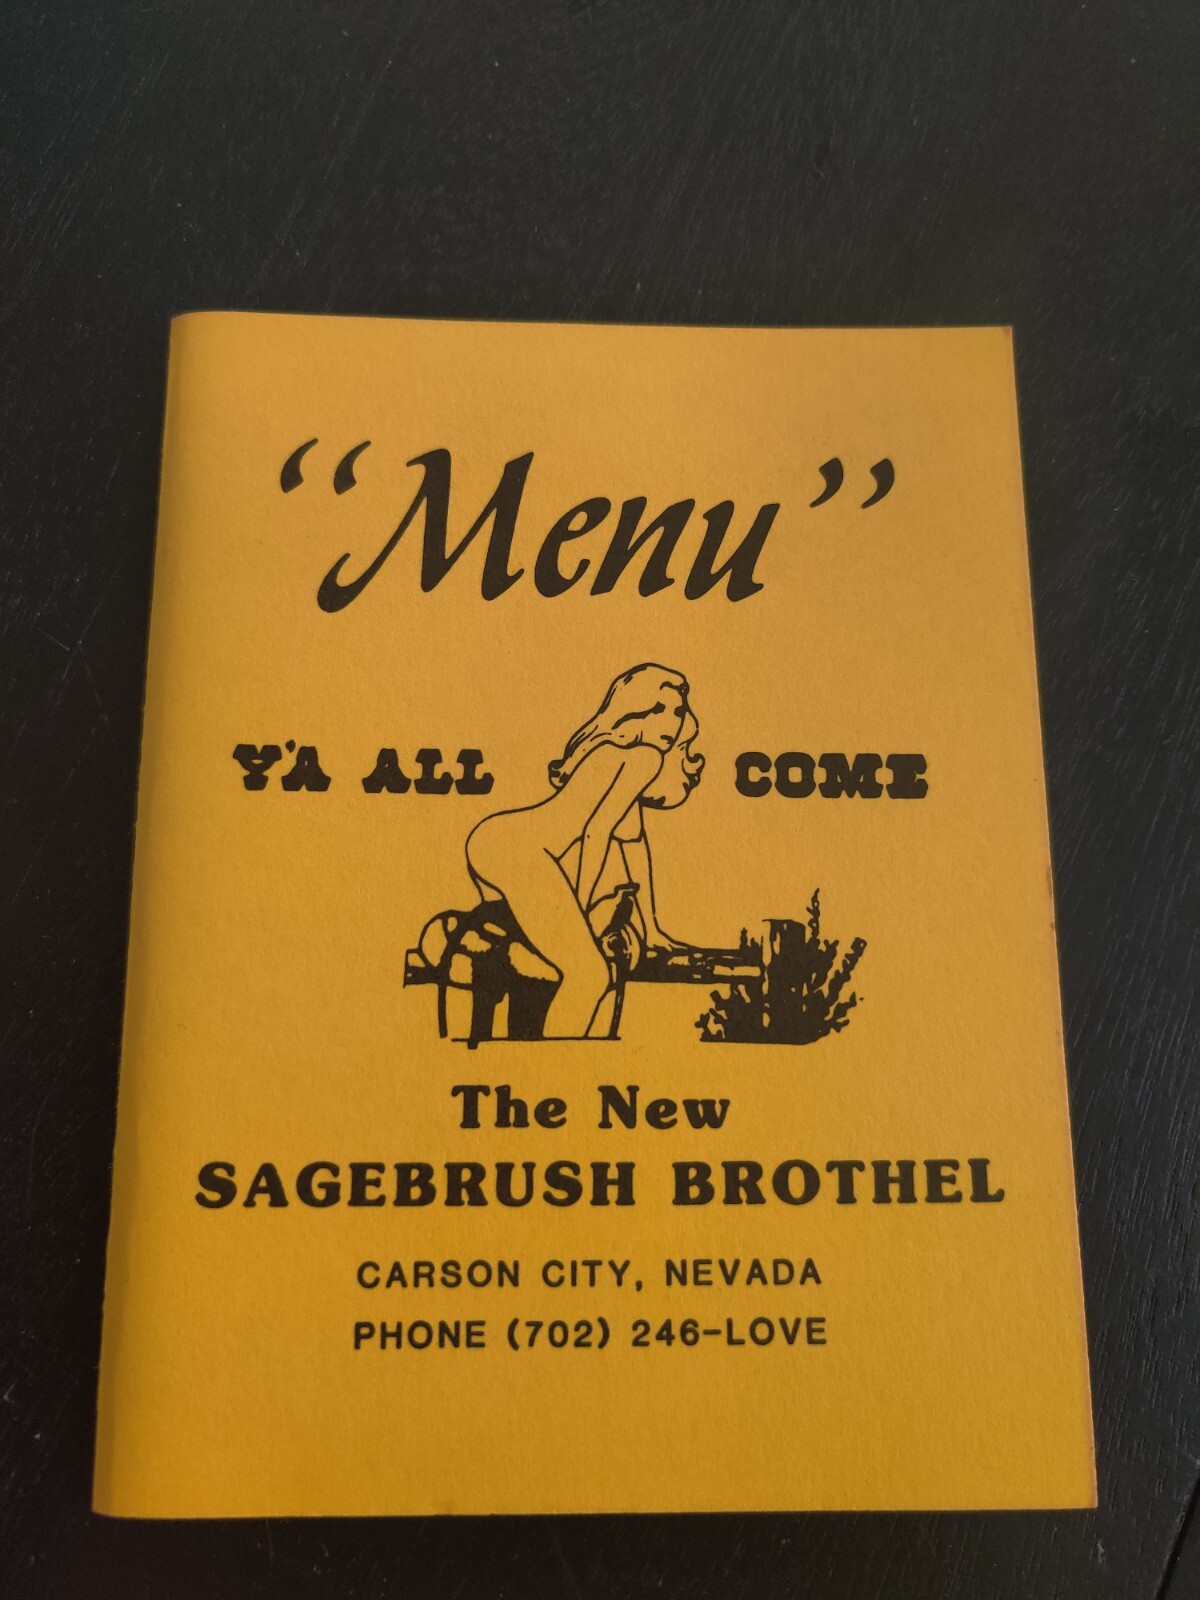 “Menu”
Y'A ALL COME
The New
SAGEBRUSH BROTHEL
CARSON CITY, NEVADA
PHONE (702) 246-LOVE